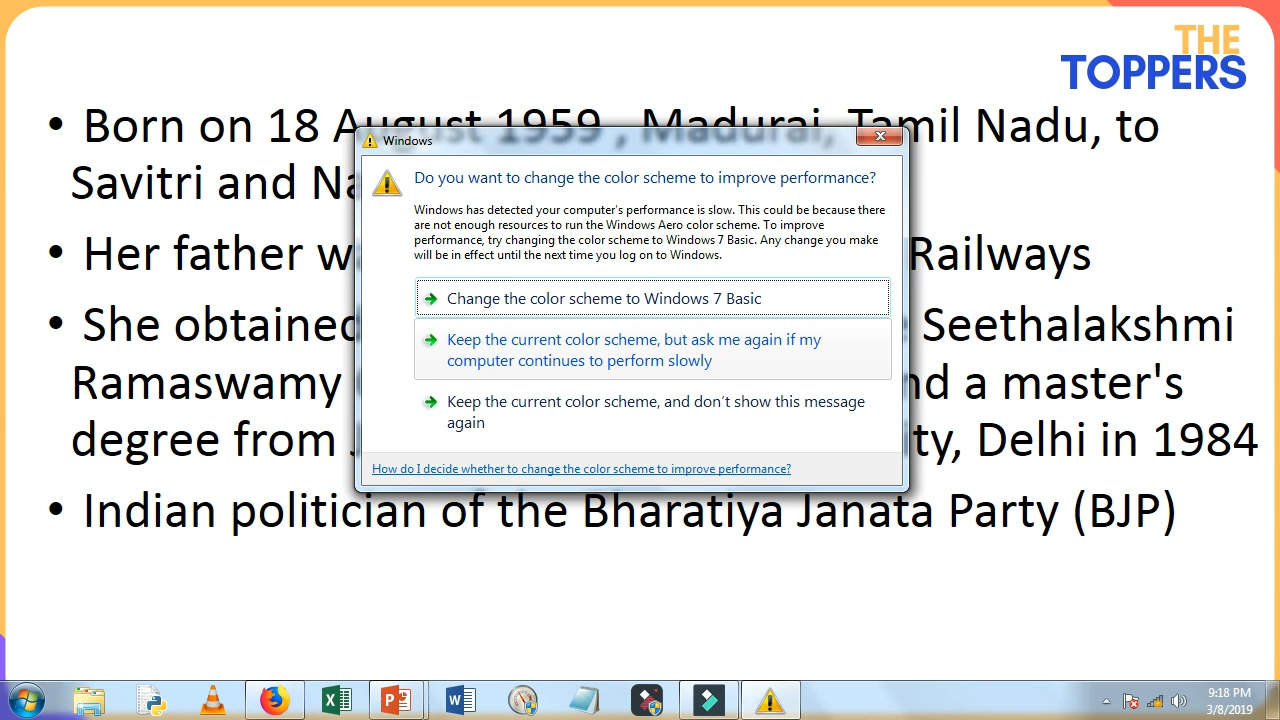 THE
TOPPERS
• Born on 18 August 1959 , Madurai, Tamil Nadu, to
Savitri and
• Her father
Railways
• She obtained
Seethalakshmi
Ramaswamy
a master's
degree from
Delhi in 1984
• Indian politician of the Bharatiya Janata Party (BJP)
Windows
Do you want to change the color scheme to improve performance?
Windows has detected your computer's performance is slow. This could be because there
are not enough resources to run the Windows Aero color scheme. To improve
performance, try changing the color scheme to Windows 7 Basic. Any change you make
will be in effect until the next time you log on to Windows.
Change the color scheme to Windows 7 Basic
Keep the current color scheme, but ask me again if my
computer continues to perform slowly
Keep the current color scheme, and don't show this message
again
How do I decide whether to change the color scheme to improve performance?
9:18 PM
3/8/2019